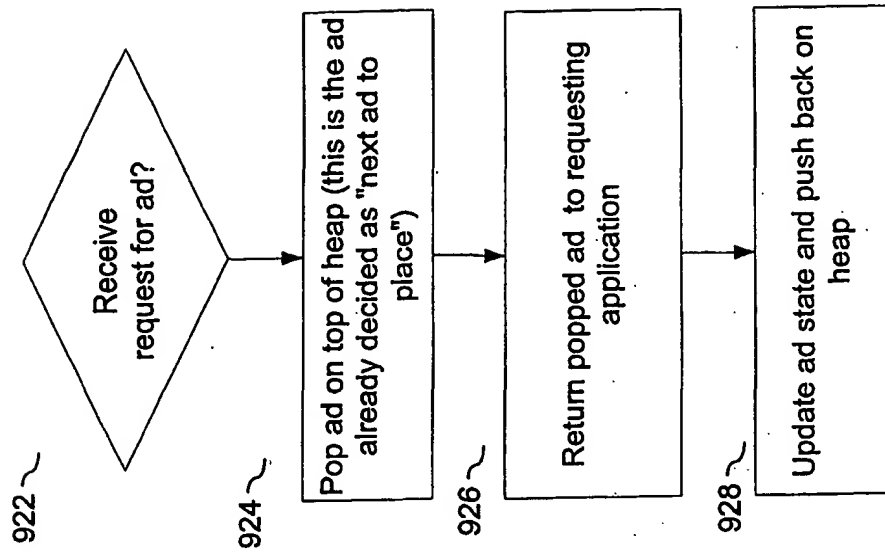 922
Receive
request for ad?
924
Pop ad on top of heap (this is the ad
already decided as "next ad to
place")
926
Return popped ad to requesting
application
928
Update ad state and push back on
heap